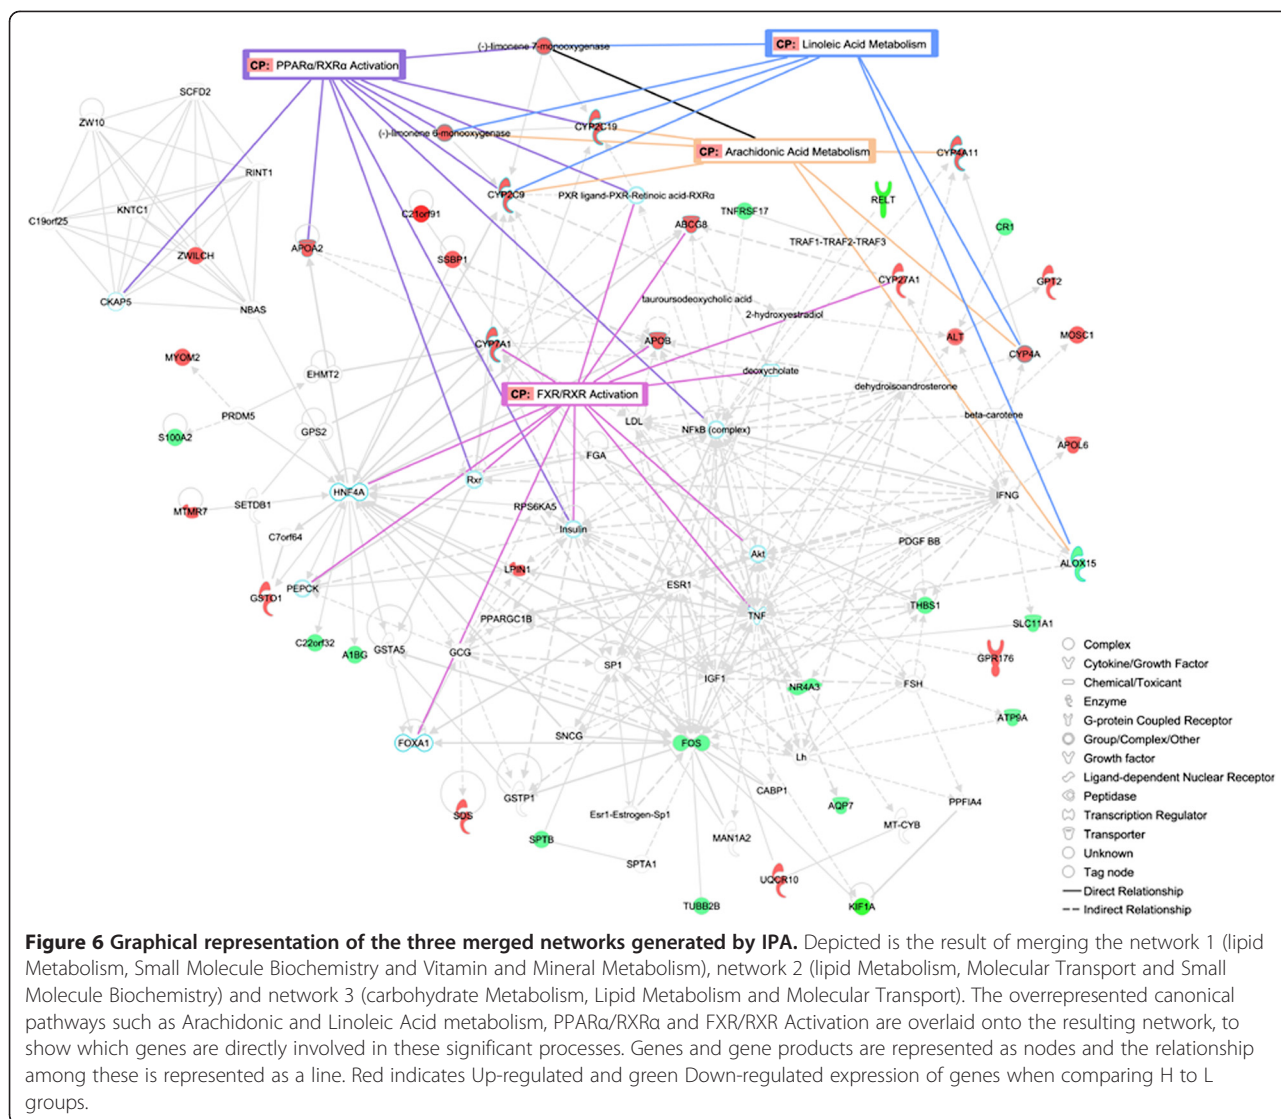 (-)-limonene 7-monooxygenase
CP: Linoleic Acid Metabolism
CP: PPARα/RXRα Activation
SCFD2
ZW10
(-)-limonene 6-monooxygenase
CYP2C19
CP: Arachidonic Acid Metabolism
CYP4A11
RINT1
CYP2C9
PXR ligand-PXR-Retinoic acid-RXRα
RELT
C19orf25
KNTC1
C21orf91
TNFRSF17
ABCG8
CR1
TRAF1-TRAF2-TRAF3
ZWILCH
APOA2
SSBP1
CYP27A1
GPT2
CKAP5
NBAS
tauroursodeoxycholic acid
2-hydroxyestradiol
MYOM2
CYP7A1
APOB
ALT
MOSC1
CYP4A
EHMT2
deoxycholate
CP: FXR/RXR Activation
dehydroisoandrosterone
PRDM5
LDL
beta-carotene
S100A2
GPS2
NFkB (complex)
APOL6
FGA
HNF4A
Rxr
IFNG
MTMR7
SETDB1
RPS6KA5
C7orf64
Insulin
PDGF BB
Akt
ALOX15
LPIN1
ESR1
GSTO1
PEPCK
THBS1
PPARGC1B
TNF
SLC11A1
C22orf32
A1BG
GSTA5
GCG
SP1
IGF1
NR4A3
FSH
GPR176
ATP9A
FOXA1
SNCG
FOS
Lh
SDS
GSTP1
Esr1-Estrogen-Sp1
CABP1
AQP7
PPFIA4
SPTB
MAN1A2
MT-CYB
SPTA1
UQCR10
TUBB2B
KIF1A
Complex
Cytokine/Growth Factor
Chemical/Toxicant
Enzyme
G-protein Coupled Receptor
Group/Complex/Other
Growth factor
Ligand-dependent Nuclear Receptor
Peptidase
Transcription Regulator
Transporter
Unknown
Tag node
Direct Relationship
Indirect Relationship
Figure 6 Graphical representation of the three merged networks generated by IPA. Depicted is the result of merging the network 1 (lipid
Metabolism, Small Molecule Biochemistry and Vitamin and Mineral Metabolism), network 2 (lipid Metabolism, Molecular Transport and Small
Molecule Biochemistry) and network 3 (carbohydrate Metabolism, Lipid Metabolism and Molecular Transport). The overrepresented canonical
pathways such as Arachidonic and Linoleic Acid metabolism, PPARα/RXRα and FXR/RXR Activation are overlaid onto the resulting network, to
show which genes are directly involved in these significant processes. Genes and gene products are represented as nodes and the relationship
among these is represented as a line. Red indicates Up-regulated and green Down-regulated expression of genes when comparing H to L
groups.